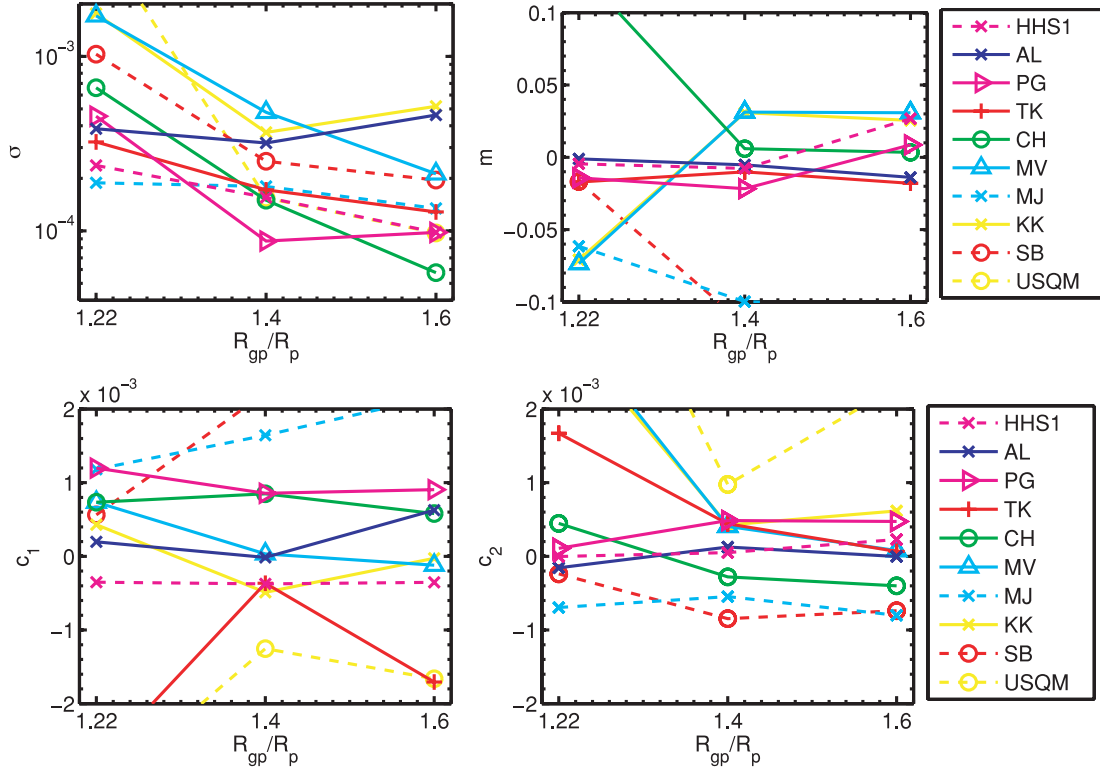 σ
10⁻³
10⁻⁴
1.22 1.4 1.6
R_gp/R_p
m
0.1
0.05
0
−0.05
−0.1
1.22 1.4 1.6
R_gp/R_p
HHS1
AL
PG
TK
CH
MV
MJ
KK
SB
USQM
x 10⁻³
c₁
2
1
0
−1
−2
1.22 1.4 1.6
R_gp/R_p
x 10⁻³
c₂
2
1
0
−1
−2
1.22 1.4 1.6
R_gp/R_p
HHS1
AL
PG
TK
CH
MV
MJ
KK
SB
USQM